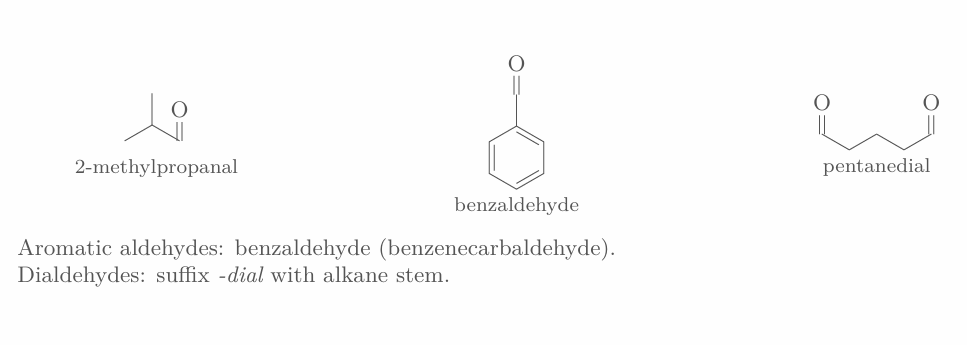 O
O
O
O
2-methylpropanal
pentanedial
benzaldehyde
Aromatic aldehydes: benzaldehyde (benzenecarbaldehyde).
Dialdehydes: suffix -dial with alkane stem.